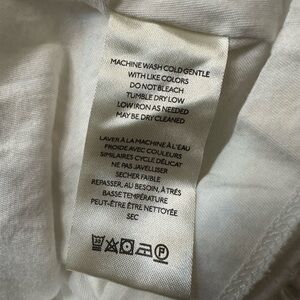 MACHINE WASH COLD GENTLE
WITH LIKE COLORS
DO NOT BLEACH
TUMBLE DRY LOW
LOW IRON AS NEEDED
MAY BE DRY CLEANED
LAVER À LA MACHINE À L'EAU
FROIDE AVEC COULEURS
SIMILAIRES CYCLE DÉLICAT
NE PAS JAVELLISER
SECHER FAIBLE
REPASSER, AU BESOIN, À TRÈS
BASSE TEMPÉRATURE
PEUT-ÊTRE ÊTRE NETTOYÉE
SEC